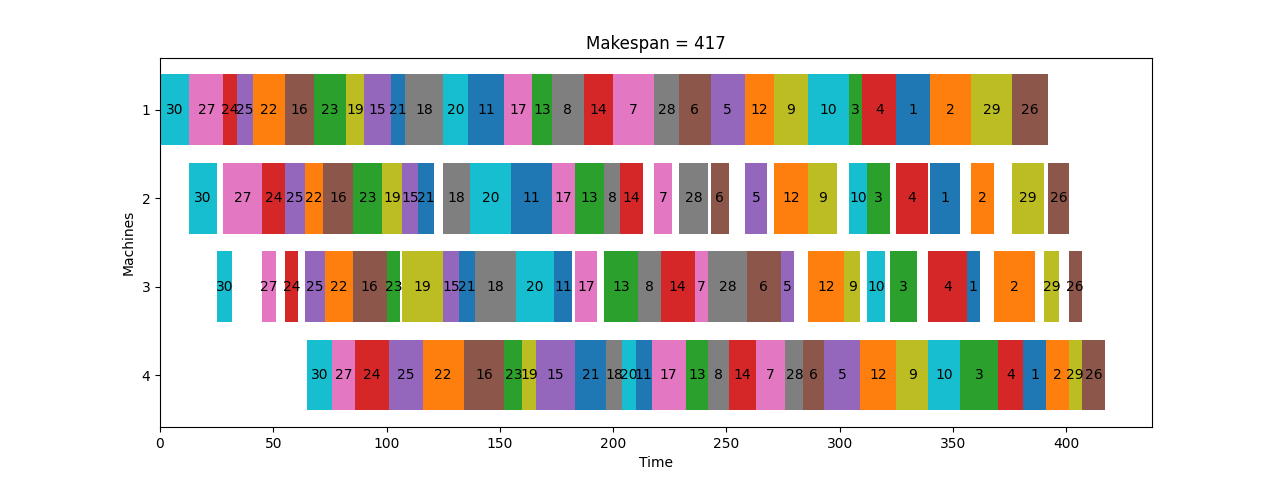 Makespan = 417
1 30 27 24 25 22 16 23 19 15 21 18 20 11 17 13 8 14 7 28 6 5 12 9 10 3 4 1 2 29 26
2 30 27 24 25 22 16 23 19 15 21 18 20 11 17 13 8 14 7 28 6 5 12 9 10 3 4 1 2 29 26
Machines
3 30 27 24 25 22 16 23 19 15 21 18 20 11 17 13 8 14 7 28 6 5 12 9 10 3 4 1 2 29 26
4 30 27 24 25 22 16 23 19 15 21 18 20 11 17 13 8 14 7 28 6 5 12 9 10 3 4 1 2 29 26
0 50 100 150 200 250 300 350 400
Time